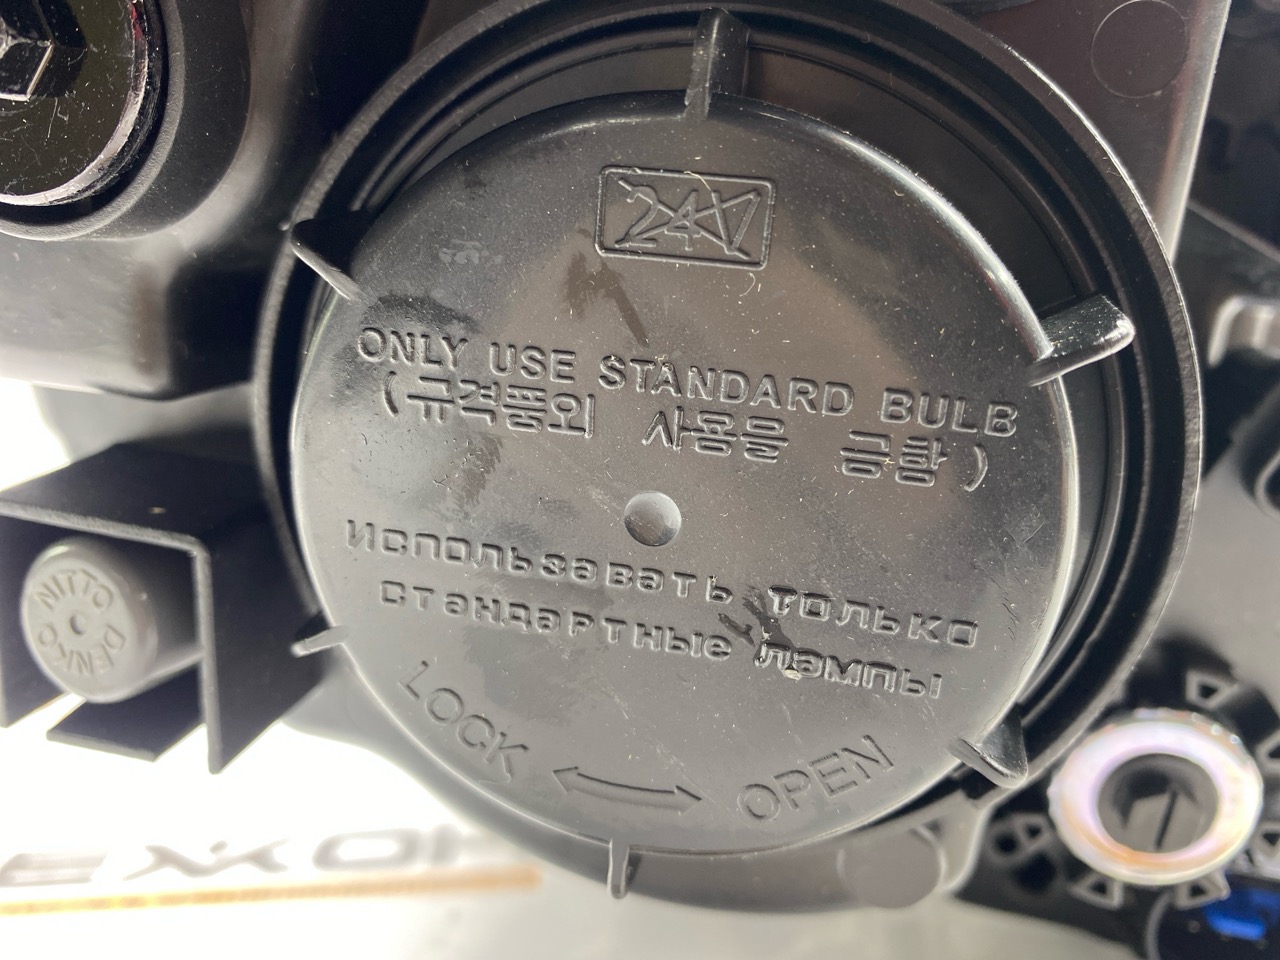 24V
ONLY USE STANDARD BULB
(규격품외 사용을 금함)
Использовать только
стандартные лампы
LOCK
OPEN
NITTO
DENKO